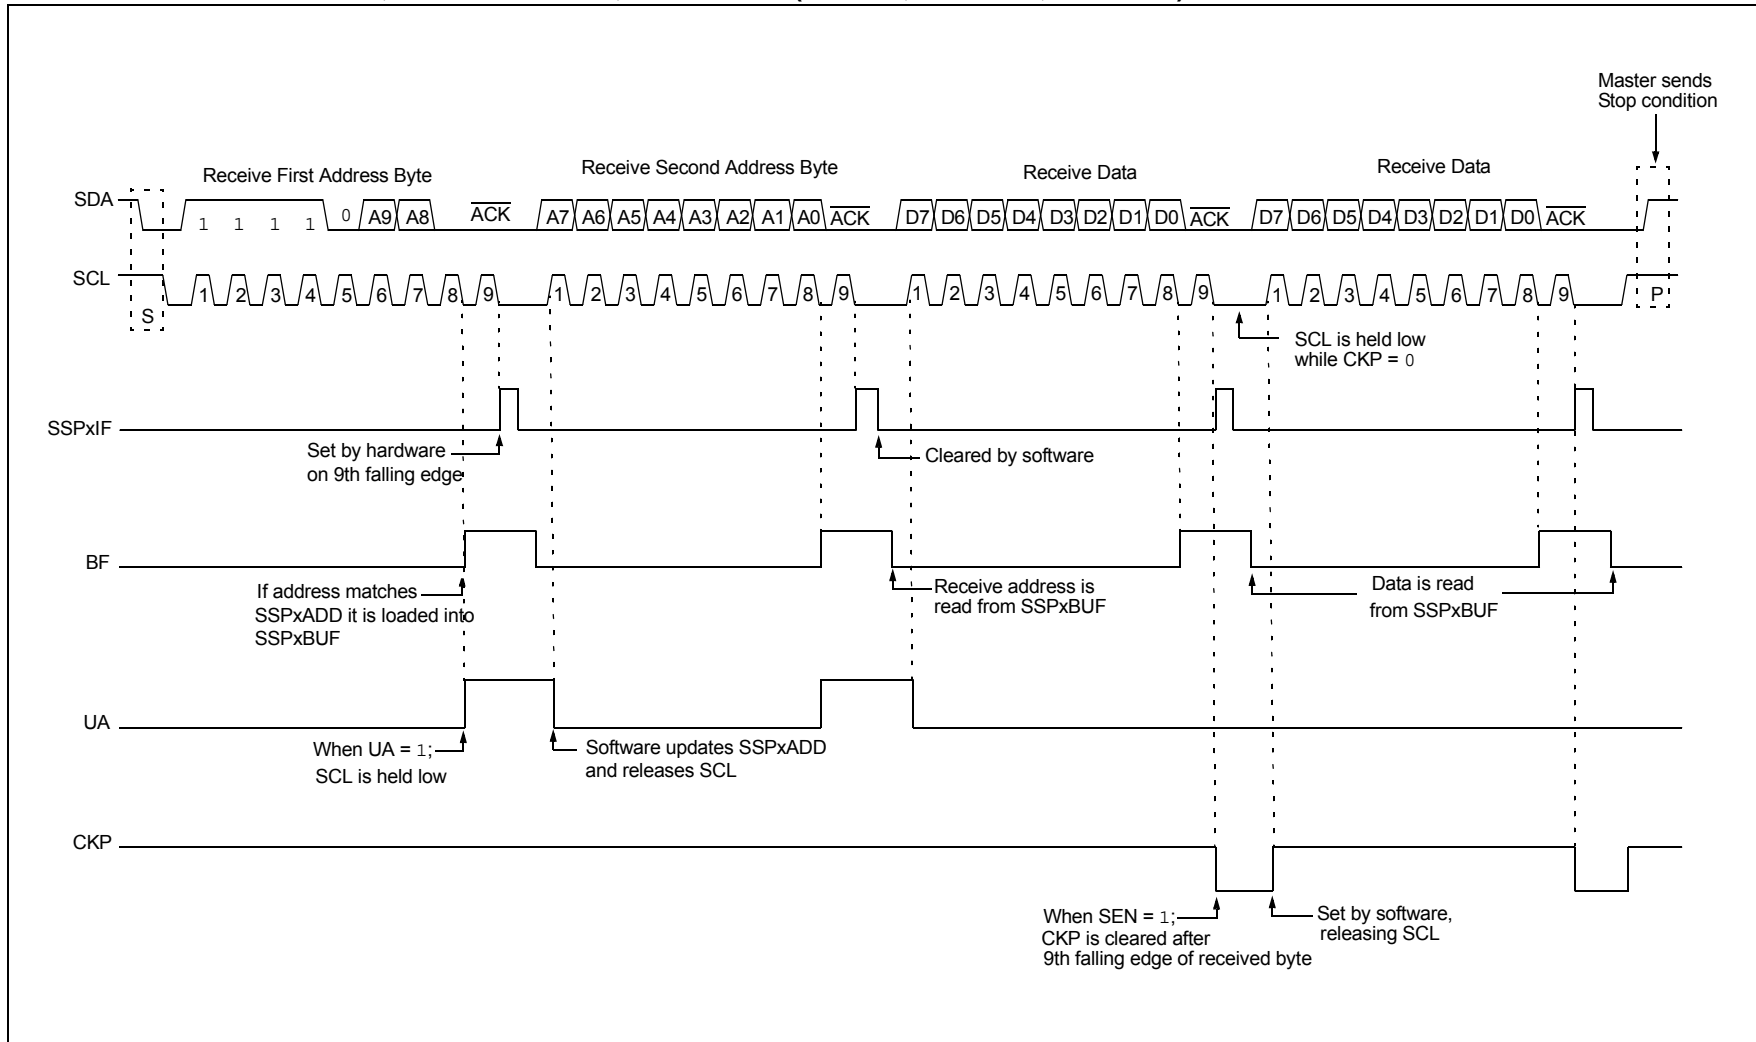 Master sends
Stop condition
Receive First Address Byte
Receive Second Address Byte
Receive Data
Receive Data
SDA
1 1 1 1 0 A9 A8 ACK A7 A6 A5 A4 A3 A2 A1 A0 ACK D7 D6 D5 D4 D3 D2 D1 D0 ACK D7 D6 D5 D4 D3 D2 D1 D0 ACK
SCL
S 1 2 3 4 5 6 7 8 9 1 2 3 4 5 6 7 8 9 1 2 3 4 5 6 7 8 9 1 2 3 4 5 6 7 8 9 P
SCL is held low
while CKP = 0
SSPxIF
Set by hardware
on 9th falling edge
Cleared by software
BF
If address matches
SSPxADD it is loaded into
SSPxBUF
Receive address is
read from SSPxBUF
Data is read
from SSPxBUF
UA
When UA = 1;
SCL is held low
Software updates SSPxADD
and releases SCL
CKP
When SEN = 1;
CKP is cleared after
9th falling edge of received byte
Set by software,
releasing SCL